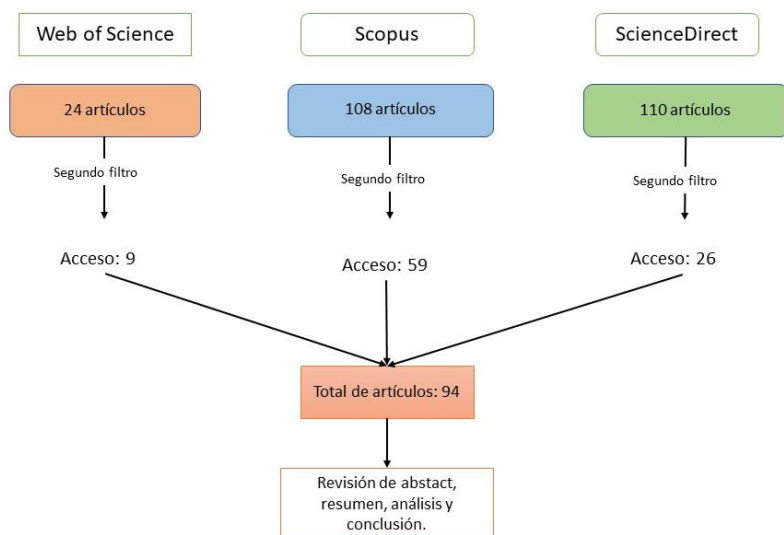 Web of Science
Scopus
ScienceDirect
24 artículos
108 artículos
110 artículos
Segundo filtro
Segundo filtro
Segundo filtro
Acceso: 9
Acceso: 59
Acceso: 26
Total de artículos: 94
Revisión de abstact,
resumen, análisis y
conclusión.